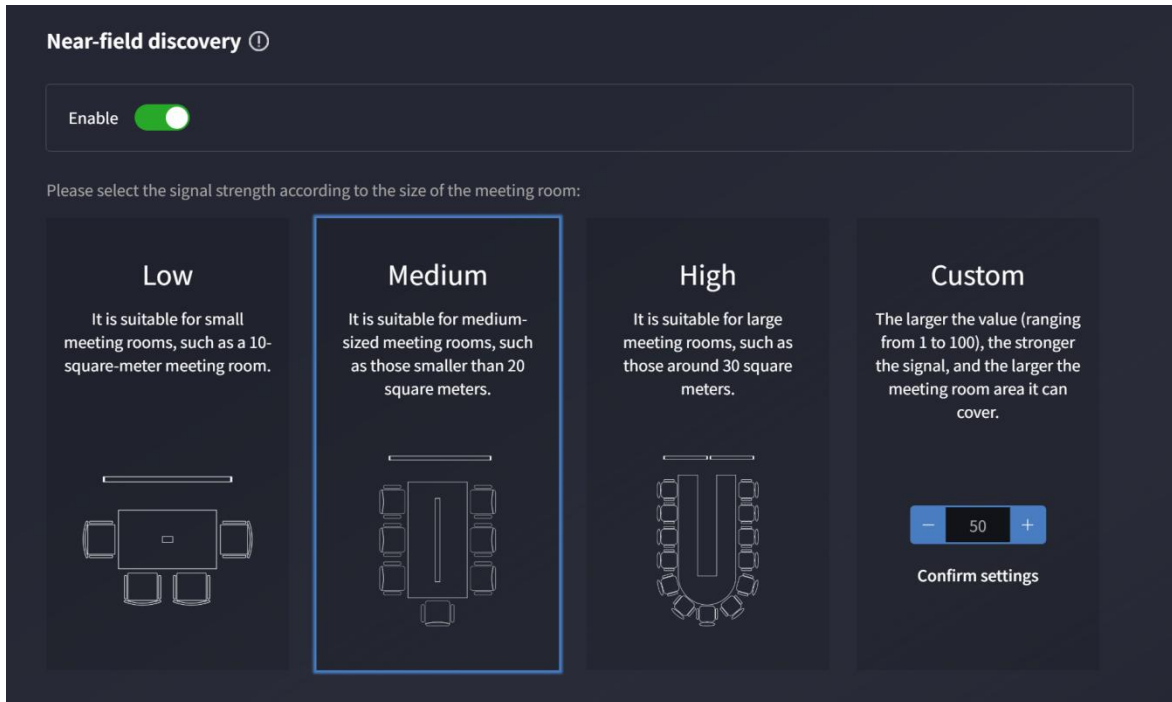 Near-field discovery
Enable
Please select the signal strength according to the size of the meeting room:
Low
It is suitable for small
meeting rooms, such as a 10-
square-meter meeting room.
Medium
It is suitable for medium-
sized meeting rooms, such
as those smaller than 20
square meters.
High
It is suitable for large
meeting rooms, such as
those around 30 square
meters.
Custom
The larger the value (ranging
from 1 to 100), the stronger
the signal, and the larger the
meeting room area it can
cover.
− 50 +
Confirm settings